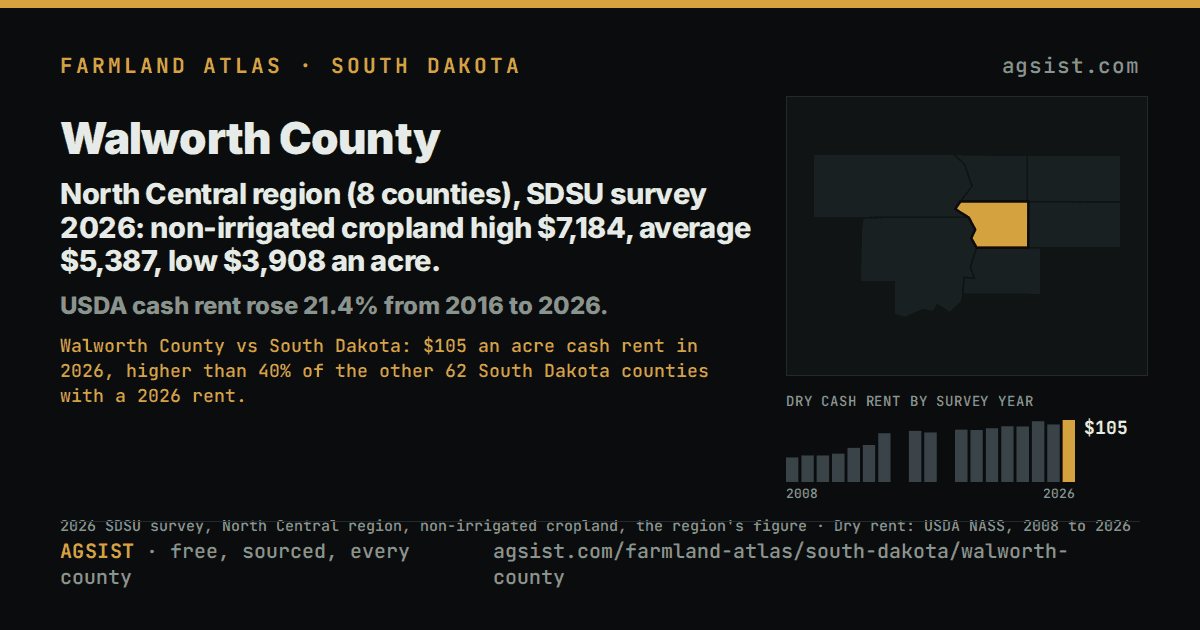 FARMLAND ATLAS · SOUTH DAKOTA
agsist.com
Walworth County
North Central region (8 counties), SDSU survey
2026: non-irrigated cropland high $7,184, average
$5,387, low $3,908 an acre.
USDA cash rent rose 21.4% from 2016 to 2026.
Walworth County vs South Dakota: $105 an acre cash rent in
2026, higher than 40% of the other 62 South Dakota counties
with a 2026 rent.
DRY CASH RENT BY SURVEY YEAR
$105
2008
2026
2026 SDSU survey, North Central region, non-irrigated cropland, the region's figure · Dry rent: USDA NASS, 2008 to 2026
AGSIST · free, sourced, every
county
agsist.com/farmland-atlas/south-dakota/walworth-
county